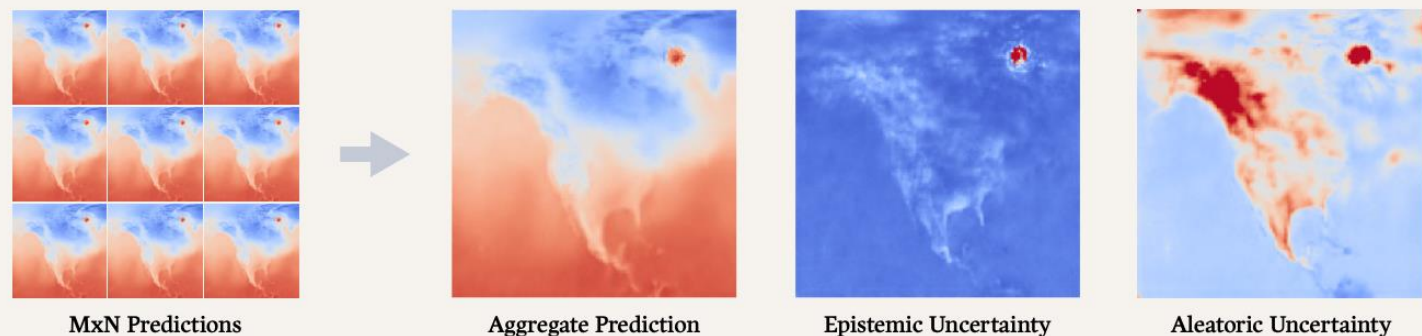 MxN Predictions
Aggregate Prediction
Epistemic Uncertainty
Aleatoric Uncertainty